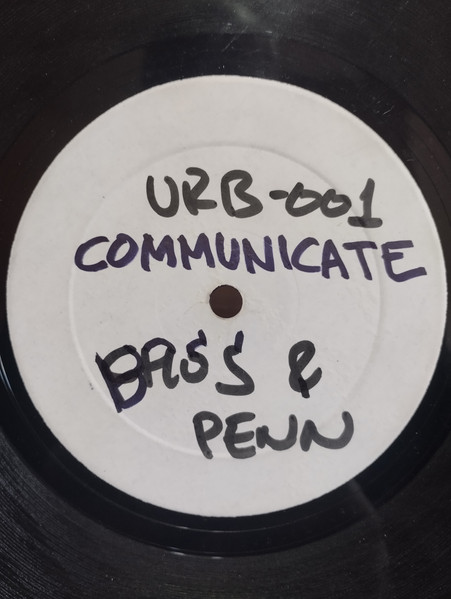 URB-001
COMMUNICATE
BASS &
PENN